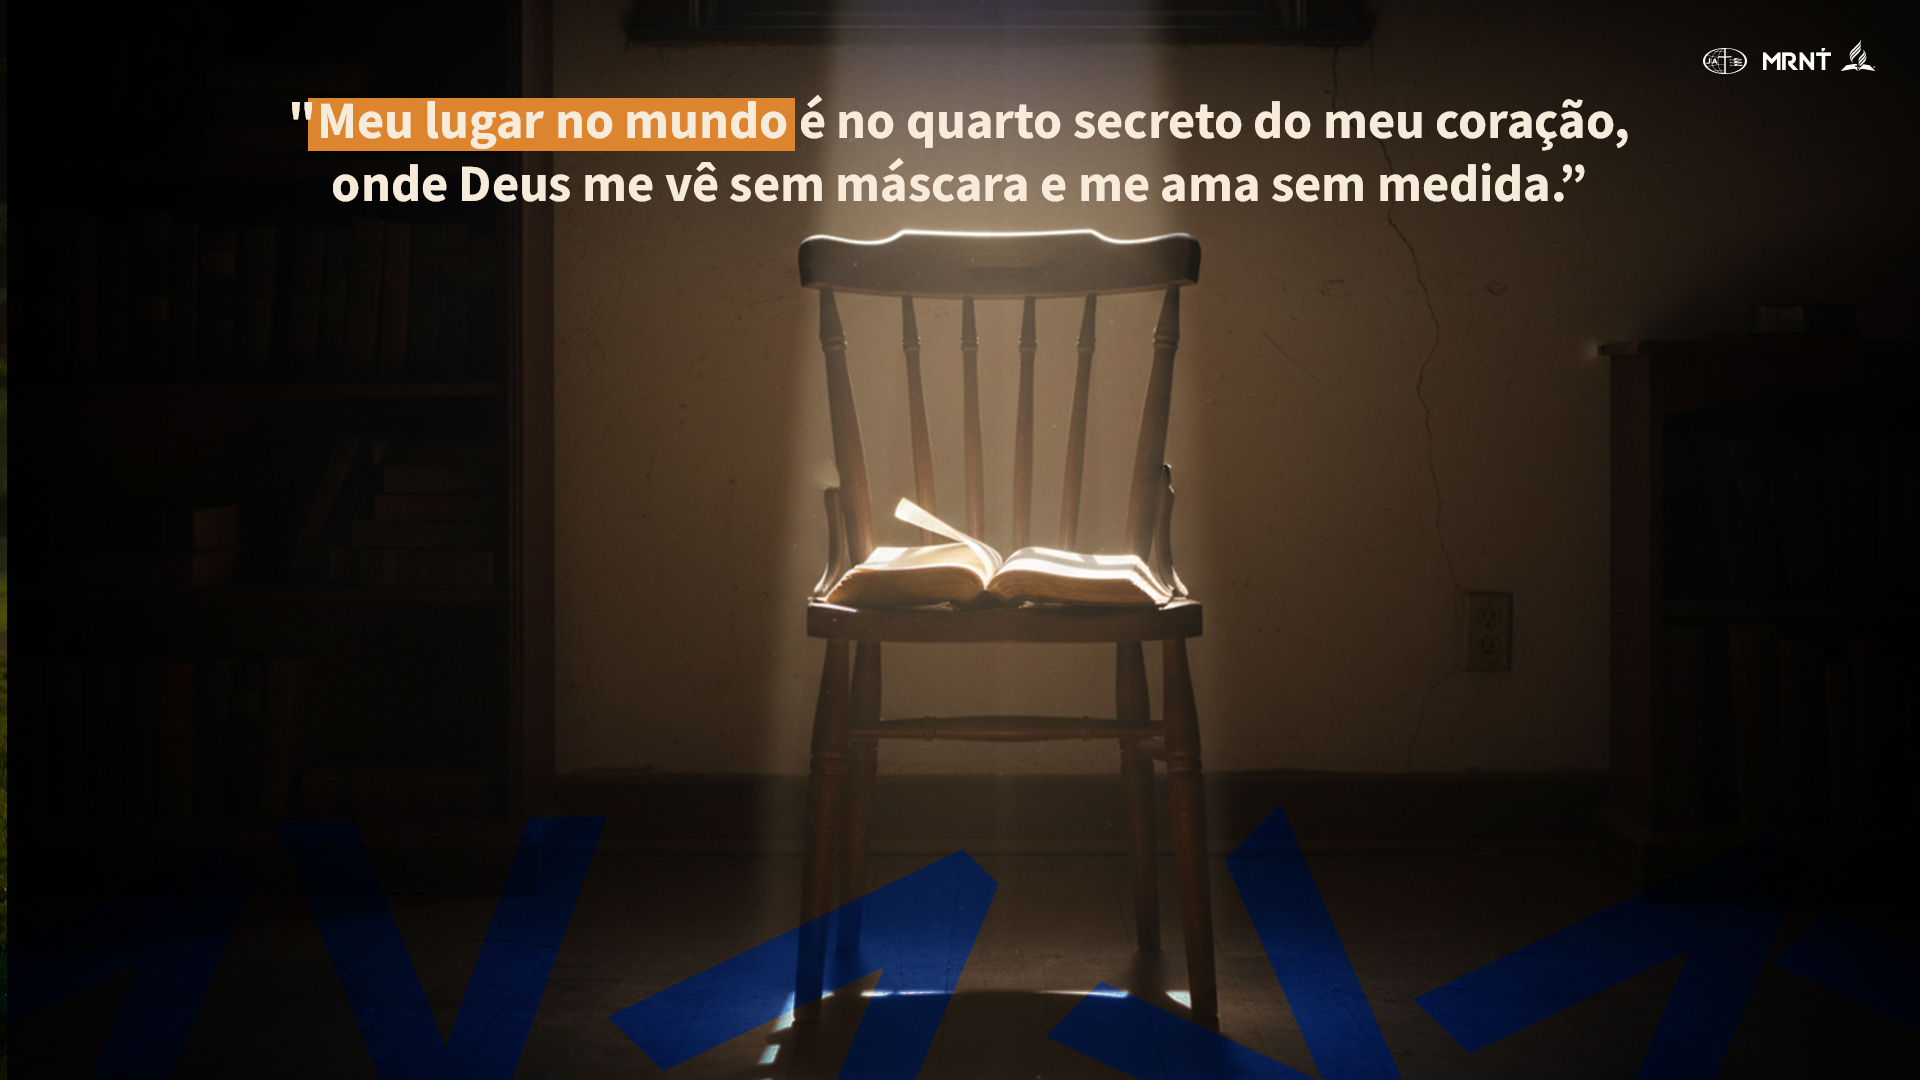 "Meu lugar no mundo é no quarto secreto do meu coração,
onde Deus me vê sem máscara e me ama sem medida.”
JA
MRNT